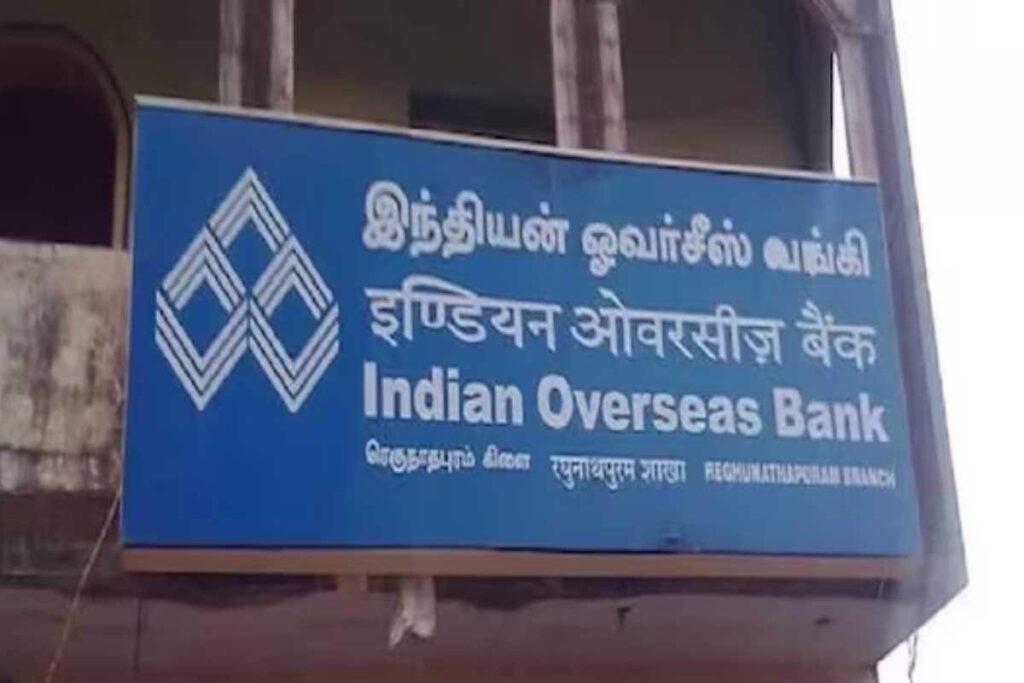 இந்தியன் ஓவர்சீஸ் வங்கி
इण्डियन ओवरसीज़ बैंक
Indian Overseas Bank
ரெகுநாதபுரம் கிளை रघुनाथपुरम शाखा REGHUNATHAPURAM BRANCH